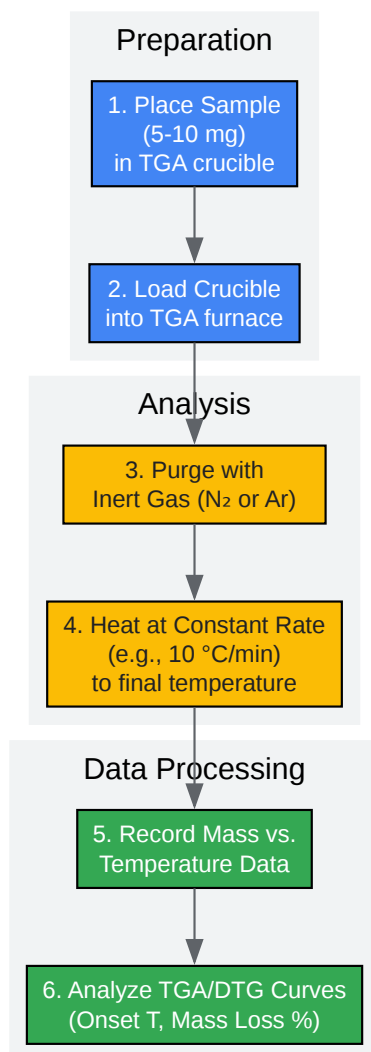 Preparation
1. Place Sample
(5-10 mg)
in TGA crucible
2. Load Crucible
into TGA furnace
Analysis
3. Purge with
Inert Gas (N₂ or Ar)
4. Heat at Constant Rate
(e.g., 10 °C/min)
to final temperature
Data Processing
5. Record Mass vs.
Temperature Data
6. Analyze TGA/DTG Curves
(Onset T, Mass Loss %)